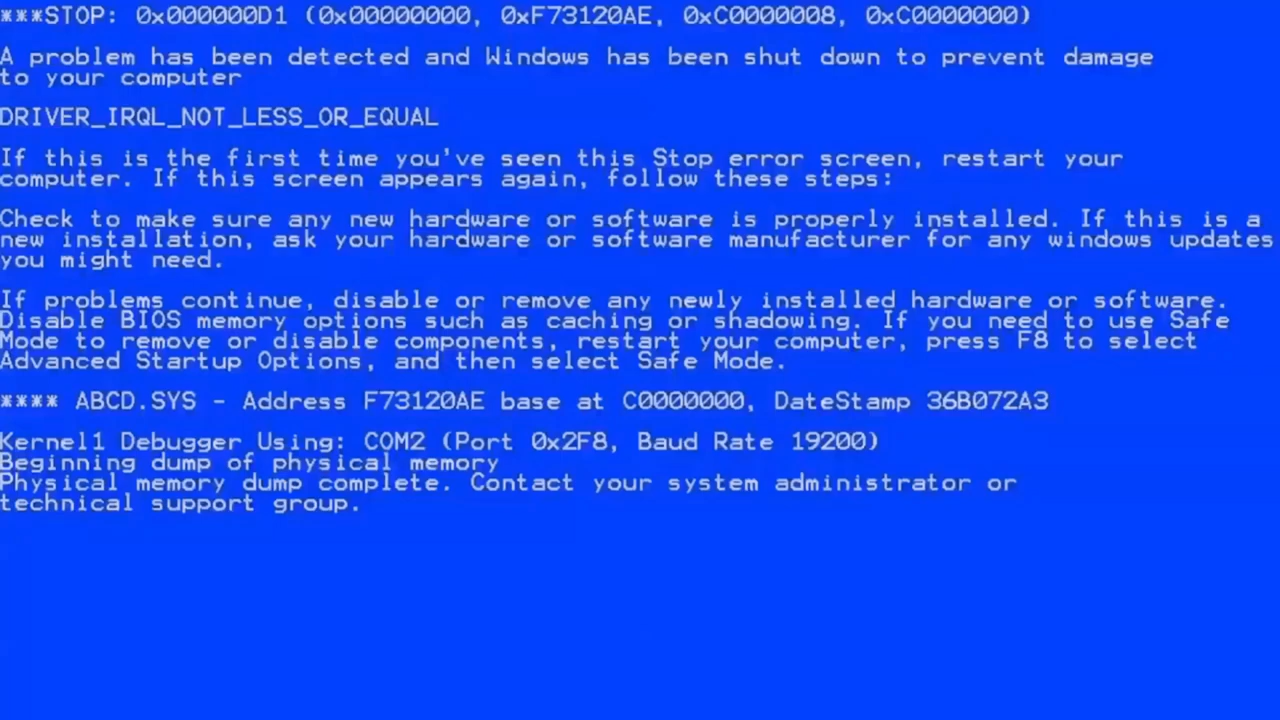 ***STOP: 0x000000D1 (0x00000000, 0xF73120AE, 0xC0000008, 0xC0000000)
A problem has been detected and Windows has been shut down to prevent damage
to your computer
DRIVER_IRQL_NOT_LESS_OR_EQUAL
If this is the first time you've seen this Stop error screen, restart your
computer. If this screen appears again, follow these steps:
Check to make sure any new hardware or software is properly installed. If this is a
new installation, ask your hardware or software manufacturer for any windows updates
you might need.
If problems continue, disable or remove any newly installed hardware or software.
Disable BIOS memory options such as caching or shadowing. If you need to use Safe
Mode to remove or disable components, restart your computer, press F8 to select
Advanced Startup Options, and then select Safe Mode.
**** ABCD.SYS - Address F73120AE base at C0000000, DateStamp 36B072A3
Kernel1 Debugger Using: COM2 (Port 0x2F8, Baud Rate 19200)
Beginning dump of physical memory
Physical memory dump complete. Contact your system administrator or
technical support group.